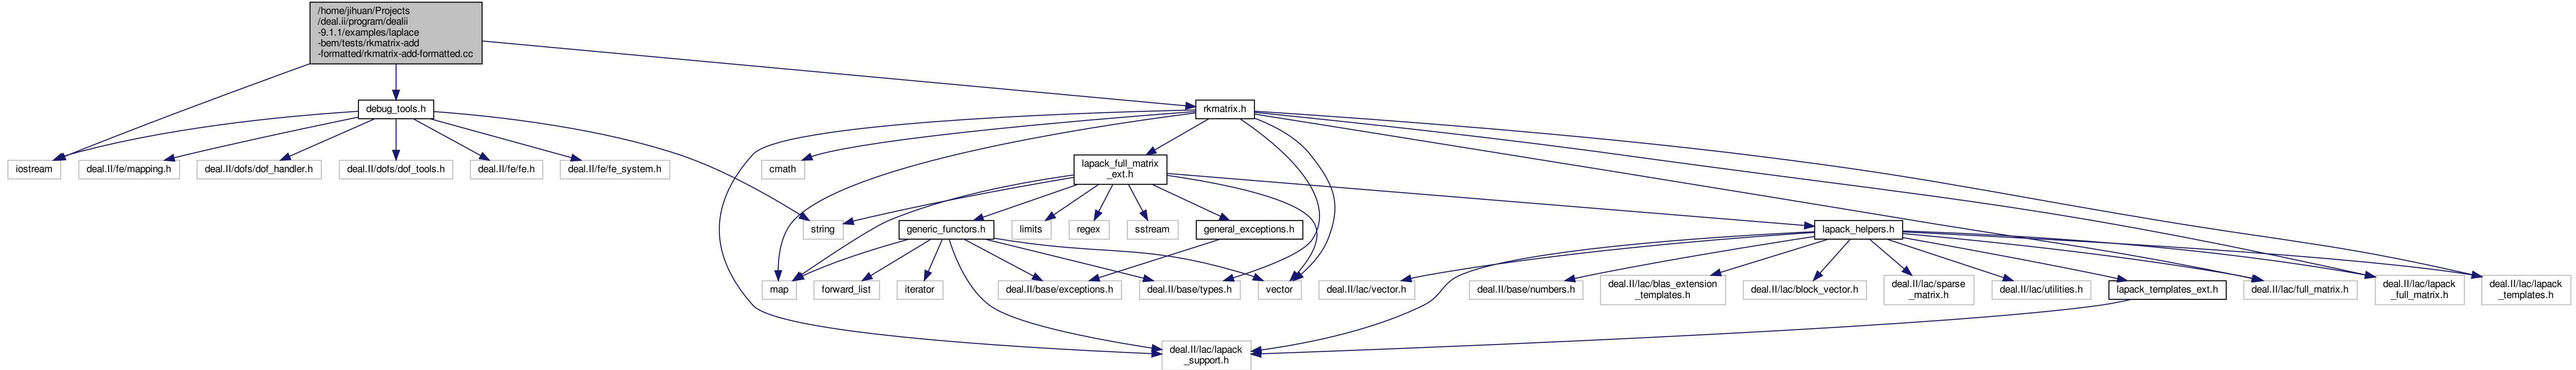 /home/jihuan/Projects
/deal.ii/program/dealii
-9.1.1/examples/laplace
-bem/tests/rkmatrix-add
-formatted/rkmatrix-add-formatted.cc
debug_tools.h
rkmatrix.h
iostream
deal.II/fe/mapping.h
deal.II/dofs/dof_handler.h
deal.II/dofs/dof_tools.h
deal.II/fe/fe.h
deal.II/fe/fe_system.h
cmath
lapack_full_matrix
_ext.h
string
generic_functors.h
limits
regex
sstream
general_exceptions.h
lapack_helpers.h
map
forward_list
iterator
deal.II/base/exceptions.h
deal.II/base/types.h
vector
deal.II/lac/vector.h
deal.II/base/numbers.h
deal.II/lac/blas_extension
_templates.h
deal.II/lac/block_vector.h
deal.II/lac/sparse
_matrix.h
deal.II/lac/utilities.h
lapack_templates_ext.h
deal.II/lac/full_matrix.h
deal.II/lac/lapack
_full_matrix.h
deal.II/lac/lapack
_templates.h
deal.II/lac/lapack
_support.h